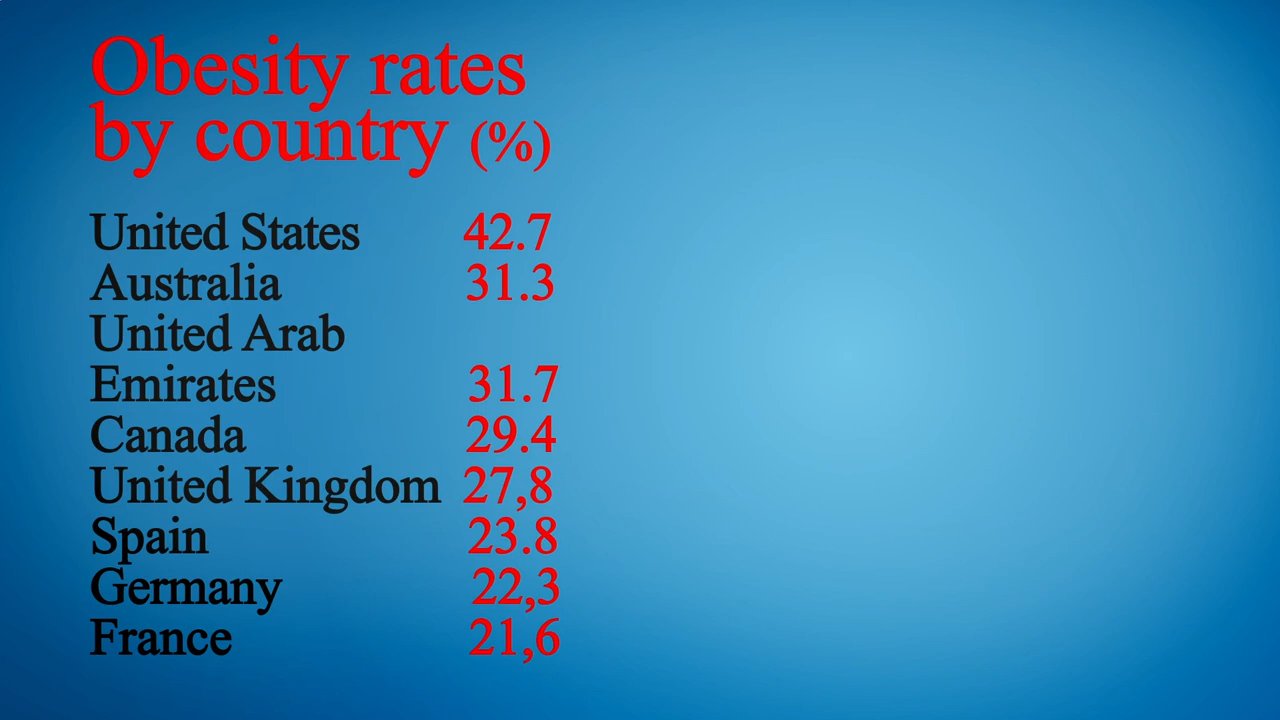 Obesity rates
by country (%)
United States 42.7
Australia 31.3
United Arab
Emirates 31.7
Canada 29.4
United Kingdom 27,8
Spain 23.8
Germany 22,3
France 21,6